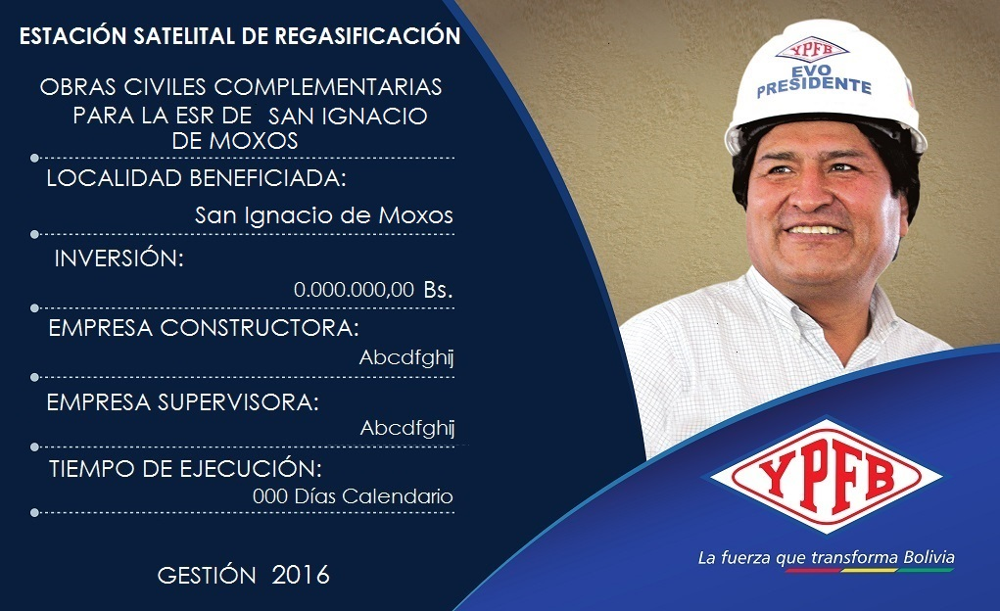 ESTACIÓN SATELITAL DE REGASIFICACIÓN
OBRAS CIVILES COMPLEMENTARIAS
PARA LA ESR DE SAN IGNACIO
DE MOXOS
LOCALIDAD BENEFICIADA:
San Ignacio de Moxos
INVERSIÓN:
0.000.000,00 Bs.
EMPRESA CONSTRUCTORA:
Abcdfghij
EMPRESA SUPERVISORA:
Abcdfghij
TIEMPO DE EJECUCIÓN:
000 Días Calendario
GESTIÓN 2016
YPFB
EVO
PRESIDENTE
YPFB
La fuerza que transforma Bolivia